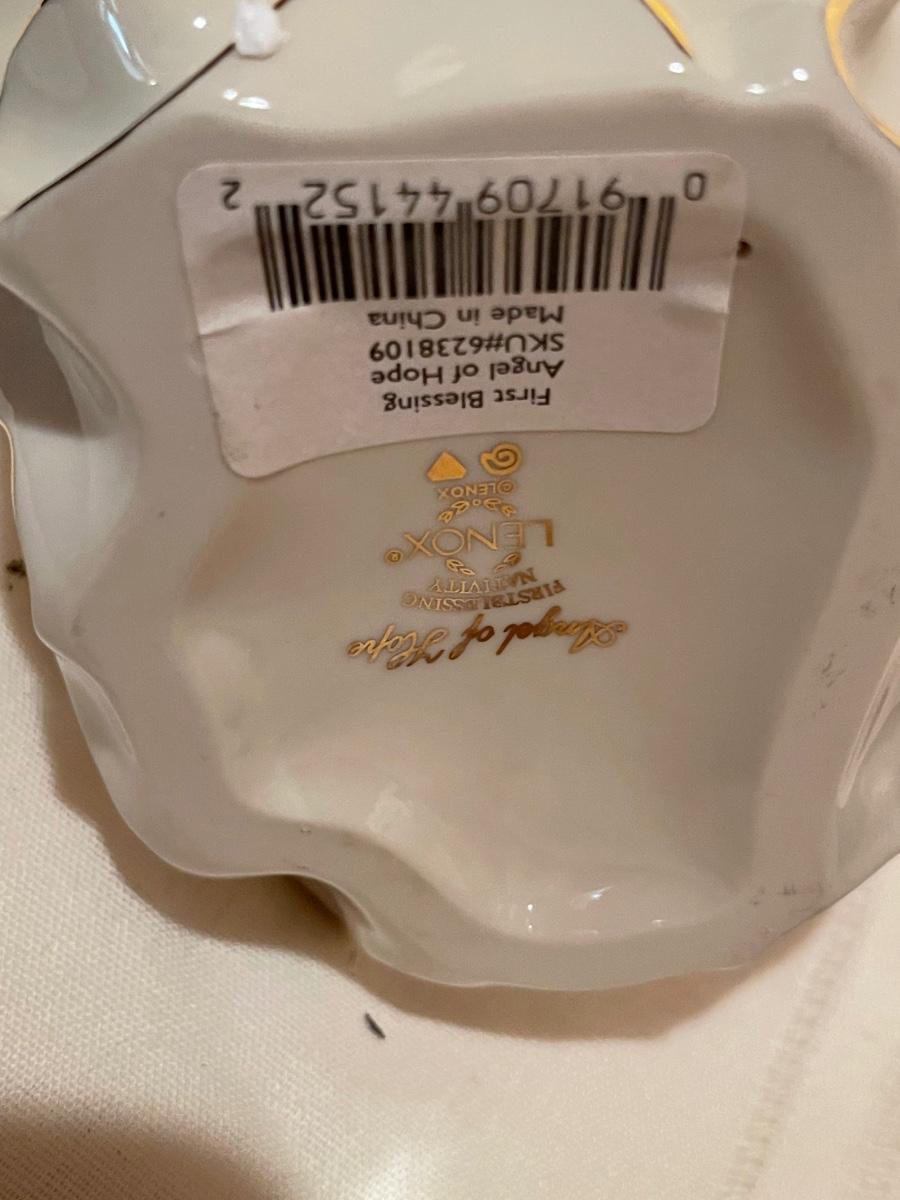 Angel of Hope
FIRST BLESSING
NATIVITY
LENOX®
©LENOX
First Blessing
Angel of Hope
SKU#6238109
Made in China
0 91709 44152 2